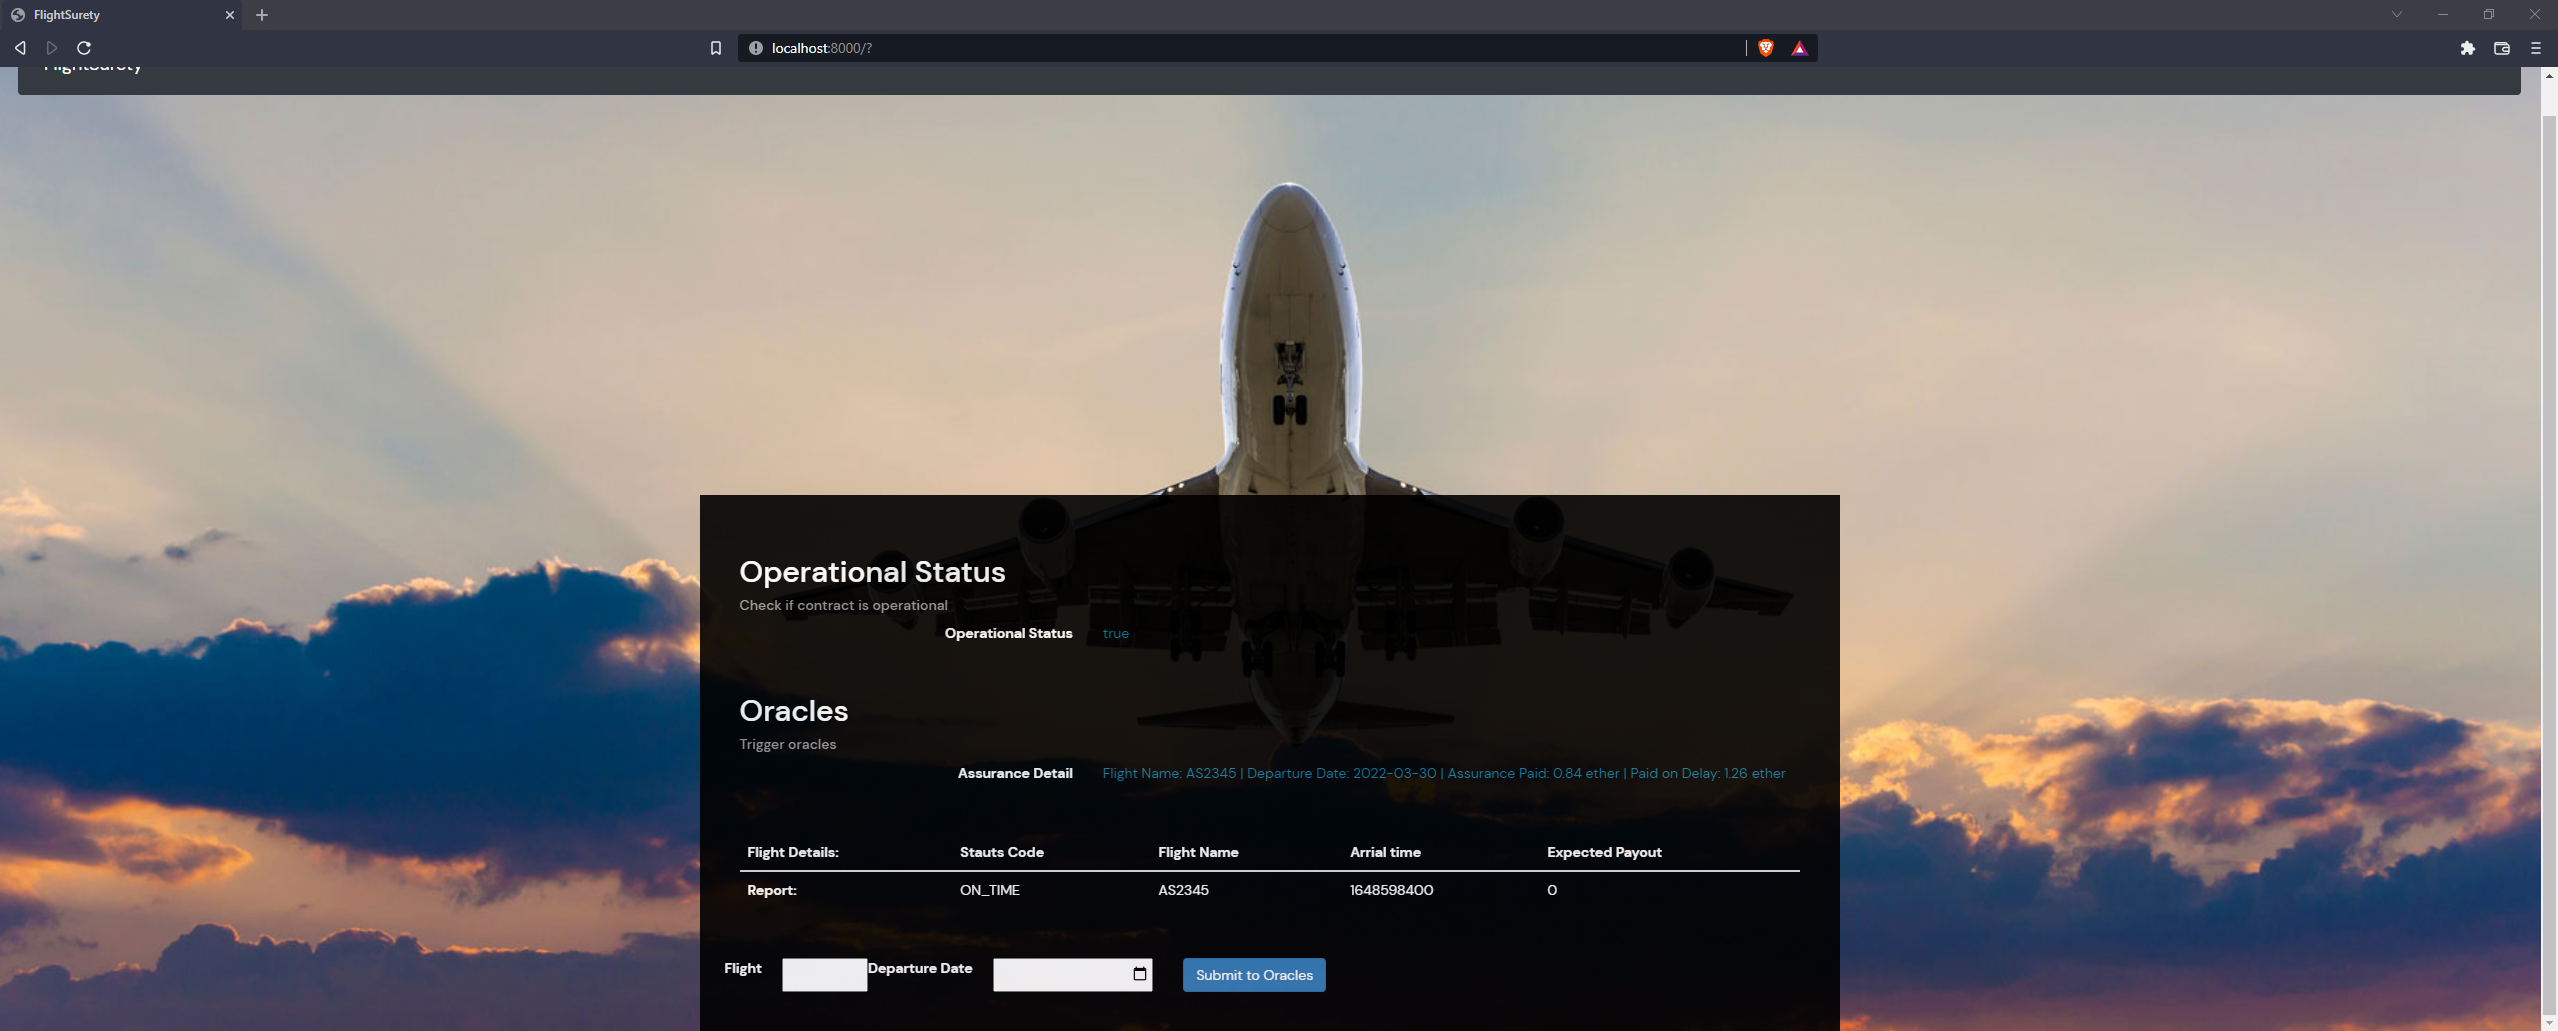 FlightSurety
localhost:8000/?
FlightSurety
Operational Status
Check if contract is operational
Operational Status true
Oracles
Trigger oracles
Assurance Detail Flight Name: AS2345 | Departure Date: 2022-03-30 | Assurance Paid: 0.84 ether | Paid on Delay: 1.26 ether
Flight Details: Stauts Code Flight Name Arrial time Expected Payout
Report: ON_TIME AS2345 1648598400 0
Flight Departure Date Submit to Oracles